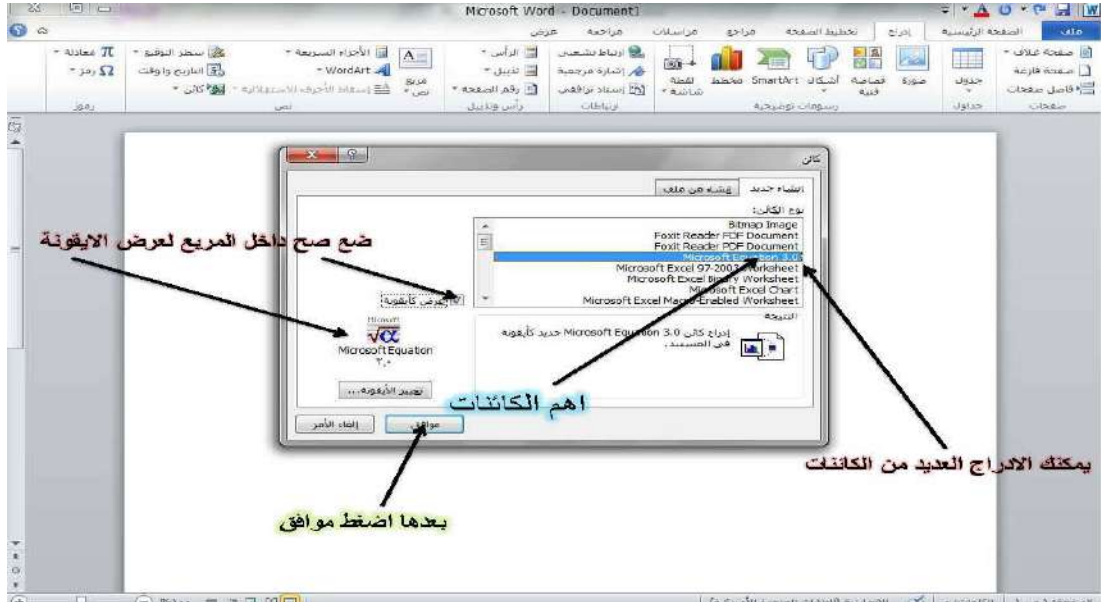 Microsoft Word - Document1
ملف الصفحة الرئيسية إدراج تخطيط الصفحة مراجع مراسلات مراجعة عرض
صفحة غلاف
صفحة فارغة
فاصل صفحات
صفحات
جدول
جداول
صورة
قصاصة فنية
أشكال
SmartArt
مخطط
لقطة شاشة
رسومات توضيحية
ارتباط تشعبي
إشارة مرجعية
إسناد ترافقي
ارتباطات
الرأس
تذييل
رقم الصفحة
رأس وتذييل
مربع نص
الأجزاء السريعة
WordArt
إسقاط الأحرف الاستهلالية
سطر التوقيع
التاريخ والوقت
كائن
نص
معادلة
رمز
رموز
كائن
إنشاء جديد إنشاء من ملف
نوع الكائن:
Bitmap Image
Foxit Reader FDF Document
Foxit Reader PDF Document
Microsoft Equation 3.0
Microsoft Excel 97-2003 Worksheet
Microsoft Excel Binary Worksheet
Microsoft Excel Chart
Microsoft Excel Macro-Enabled Worksheet
عرض كأيقونة
النتيجة
إدراج كائن Microsoft Equation 3.0 جديد كأيقونة
في المستند.
Microsoft
√α
Microsoft Equation
تغيير الأيقونة...
موافق
إلغاء الأمر
ضع صح داخل المربع لعرض الايقونة
اهم الكائنات
يمكنك الادراج العديد من الكائنات
بعدها اضغط موافق